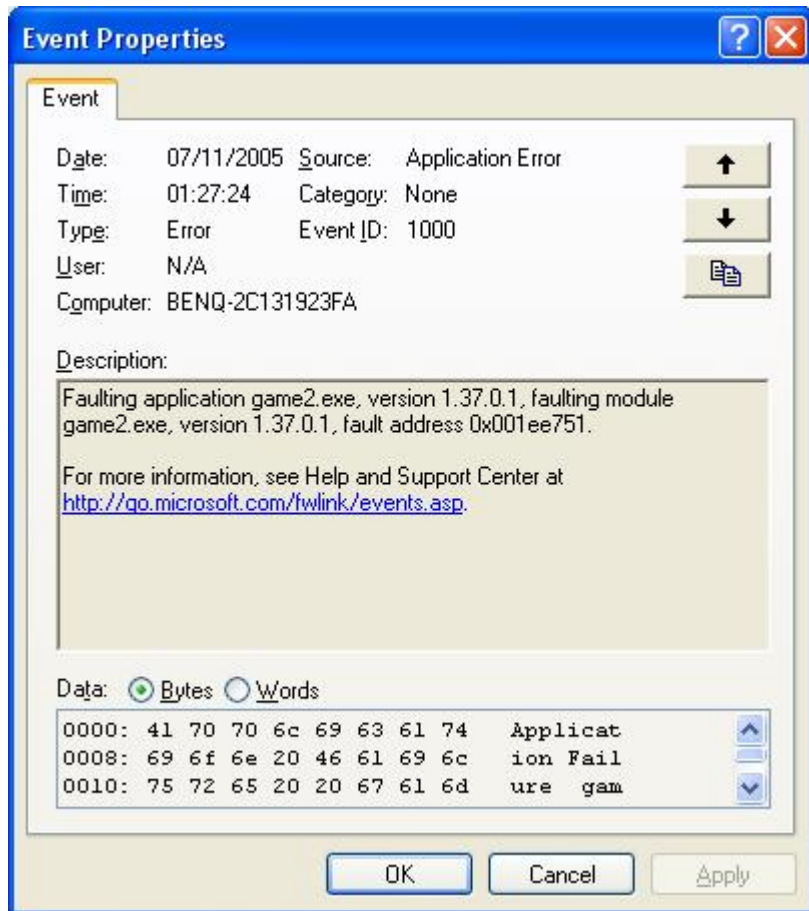 Event Properties
Event
Date: 07/11/2005 Source: Application Error
Time: 01:27:24 Category: None
Type: Error Event ID: 1000
User: N/A
Computer: BENQ-2C131923FA
Description:
Faulting application game2.exe, version 1.37.0.1, faulting module
game2.exe, version 1.37.0.1, fault address 0x001ee751.
For more information, see Help and Support Center at
http://go.microsoft.com/fwlink/events.asp.
Data: Bytes Words
0000: 41 70 70 6c 69 63 61 74 Applicat
0008: 69 6f 6e 20 46 61 69 6c ion Fail
0010: 75 72 65 20 20 67 61 6d ure  gam
OK Cancel Apply